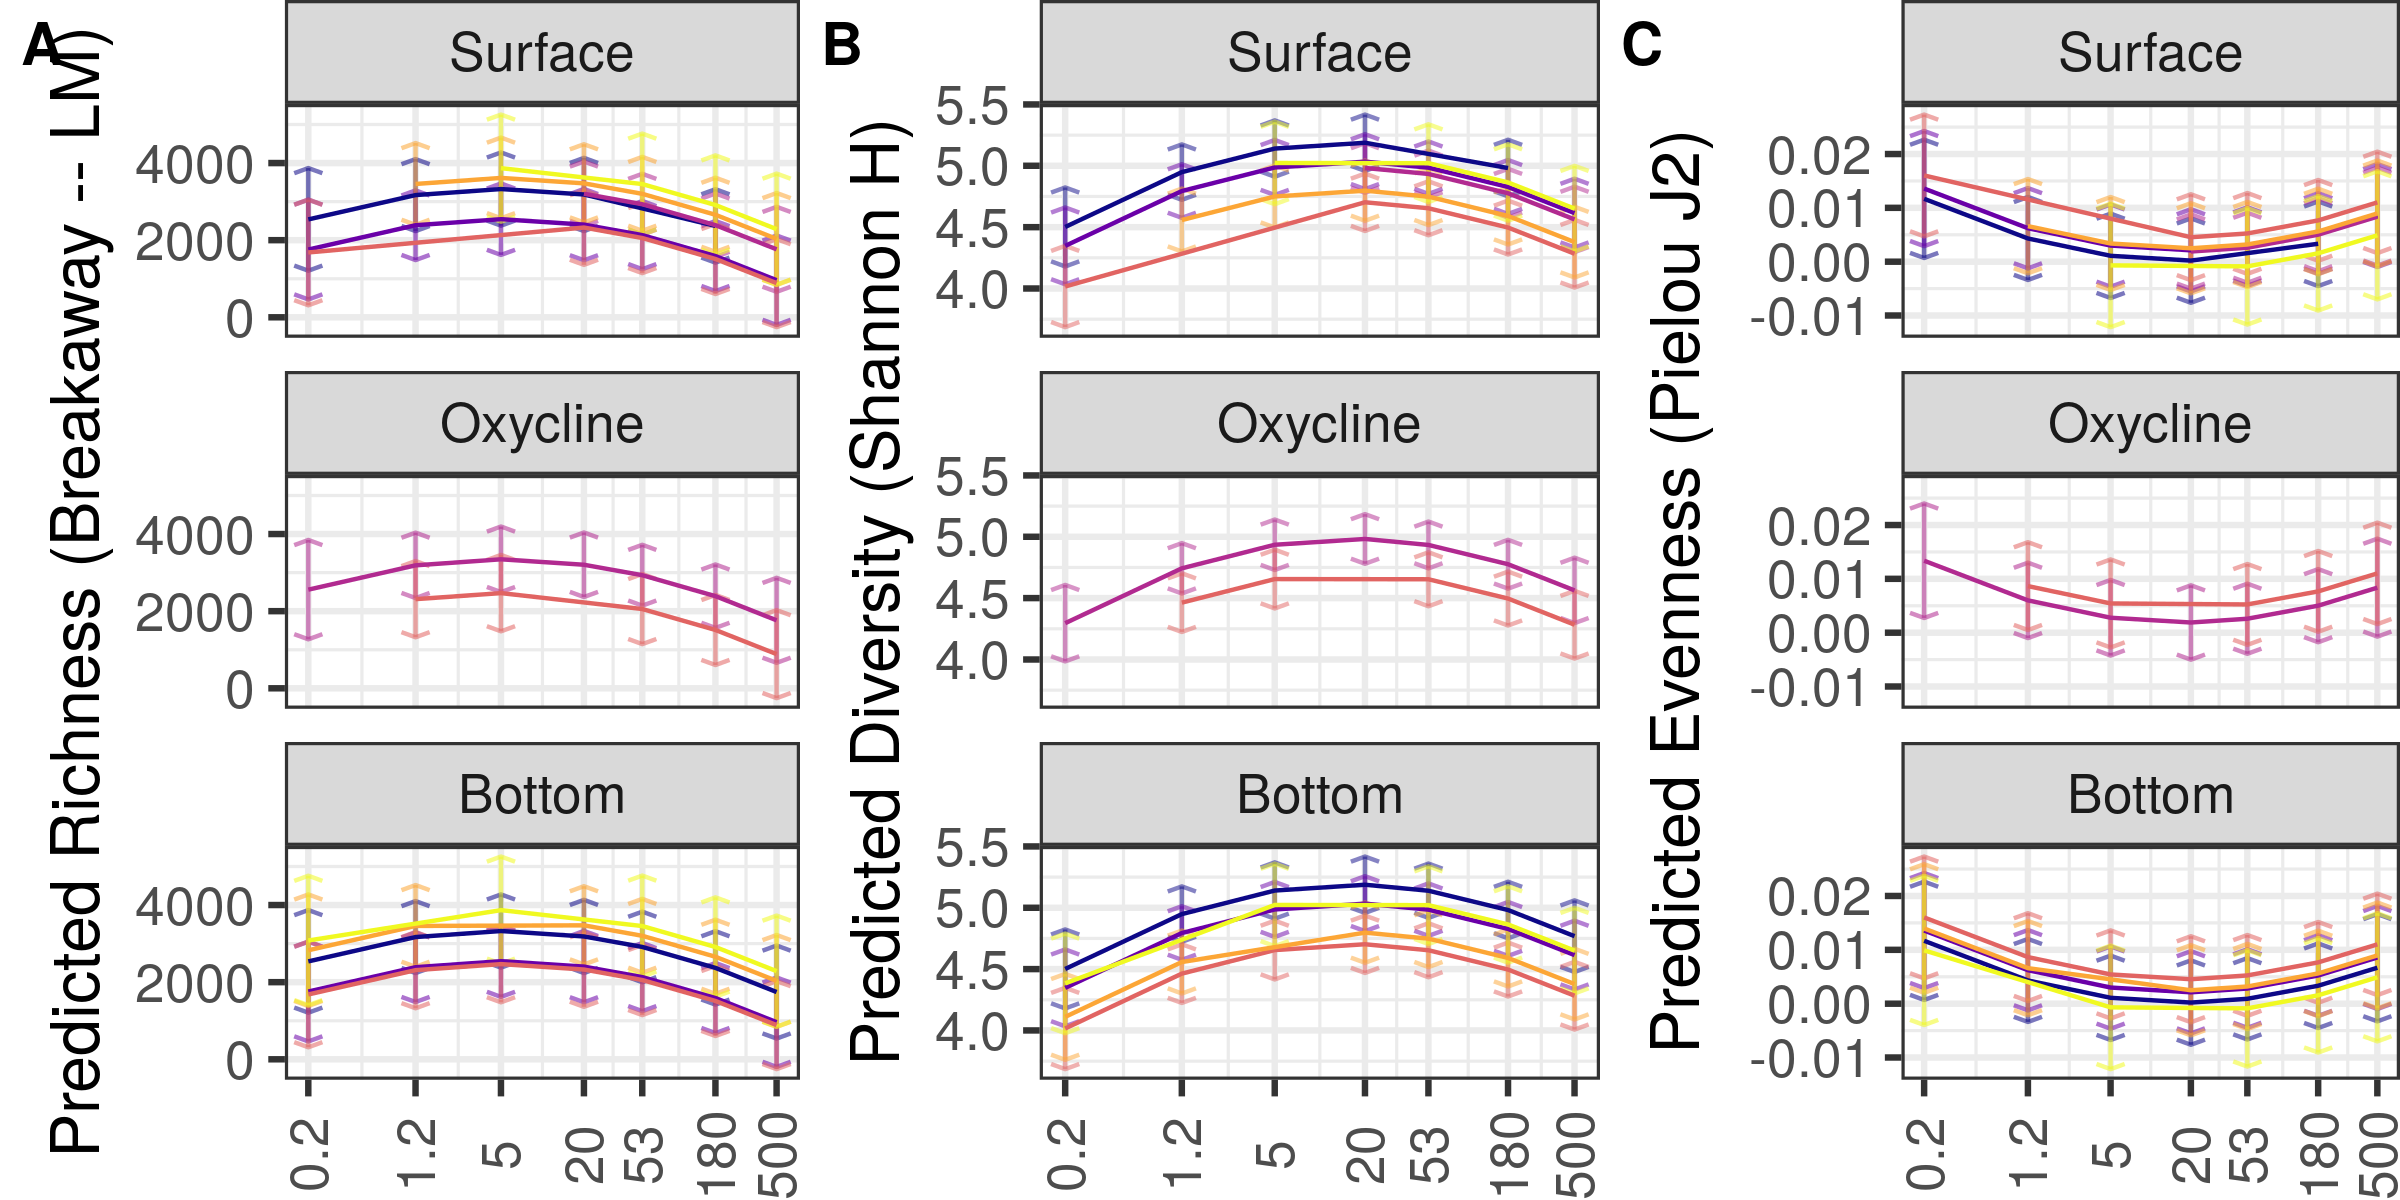 A
Predicted Richness (Breakaway -- LM)
Surface
4000
2000
0
Oxycline
4000
2000
0
Bottom
4000
2000
0
0.2 1.2 5 20 53 180 500
B
Predicted Diversity (Shannon H)
Surface
5.5
5.0
4.5
4.0
Oxycline
5.5
5.0
4.5
4.0
Bottom
5.5
5.0
4.5
4.0
0.2 1.2 5 20 53 180 500
C
Predicted Evenness (Pielou J2)
Surface
0.02
0.01
0.00
-0.01
Oxycline
0.02
0.01
0.00
-0.01
Bottom
0.02
0.01
0.00
-0.01
0.2 1.2 5 20 53 180 500